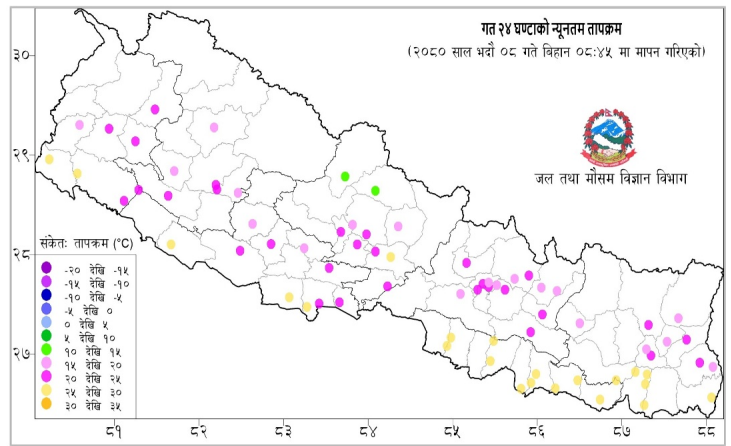 गत २४ घण्टाको न्यूनतम तापक्रम
(२०८० साल भदौ ०८ गते बिहान ०८:४५ मा मापन गरिएको)
३०
२९
जल तथा मौसम विज्ञान विभाग
२८
संकेतः तापक्रम (°C)
-२० देखि -१५
-१५ देखि -१०
-१० देखि -५
-५ देखि ०
० देखि ५
५ देखि १०
१० देखि १५
१५ देखि २०
२० देखि २५
२५ देखि ३०
३० देखि ३५
२७
८१ ८२ ८३ ८४ ८५ ८६ ८७ ८८